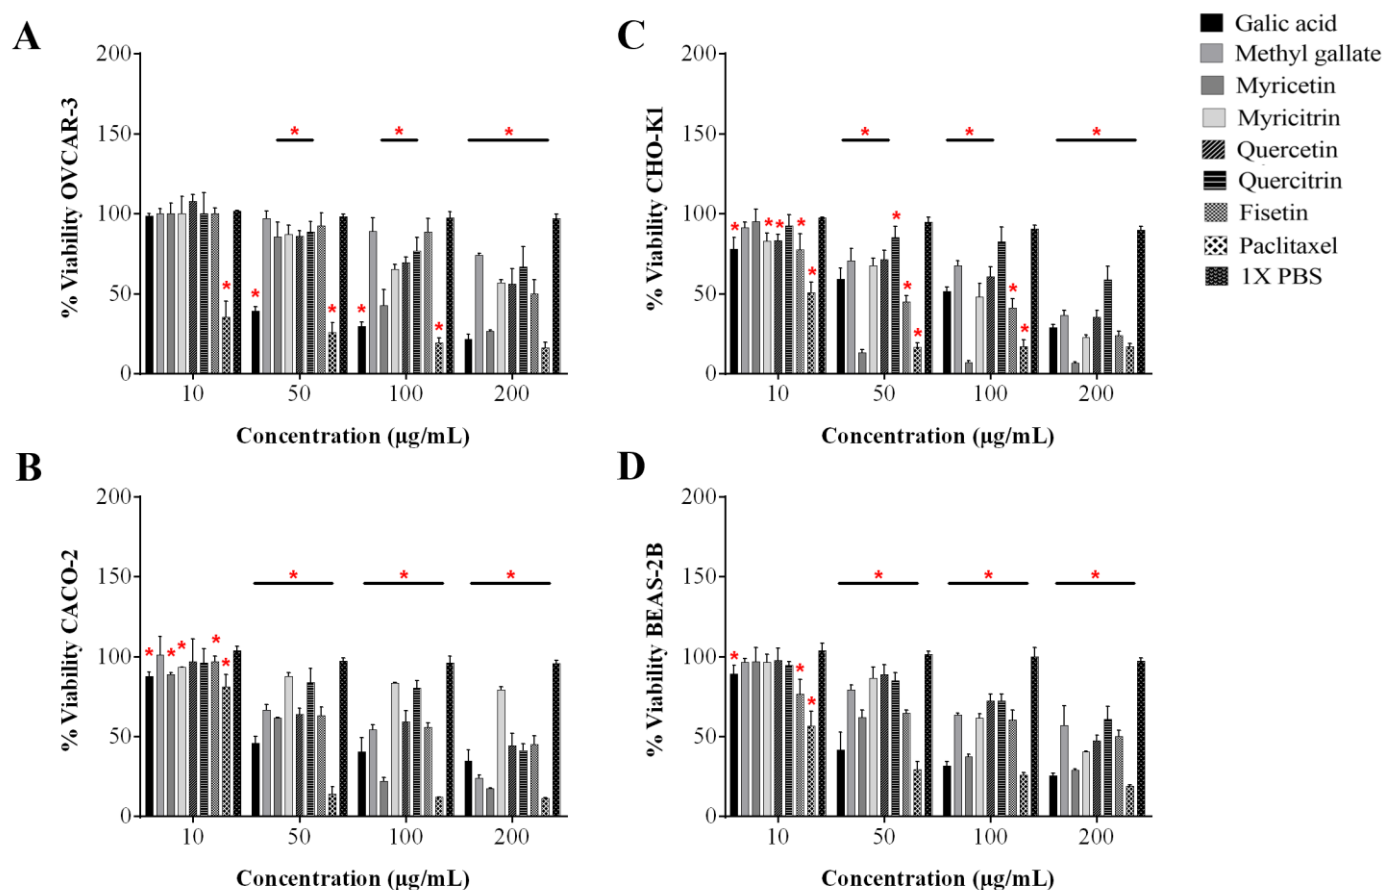 A
% Viability OVCAR-3
200
150
100
50
0
* * * * * * * *
10 50 100 200
Concentration (µg/mL)
C
% Viability CHO-K1
200
150
100
50
0
* * * * * * * * * * * * *
10 50 100 200
Concentration (µg/mL)
Galic acid
Methyl gallate
Myricetin
Myricitrin
Quercetin
Quercitrin
Fisetin
Paclitaxel
1X PBS
B
% Viability CACO-2
200
150
100
50
0
* * * * * * * *
10 50 100 200
Concentration (µg/mL)
D
% Viability BEAS-2B
200
150
100
50
0
* * * * * *
10 50 100 200
Concentration (µg/mL)